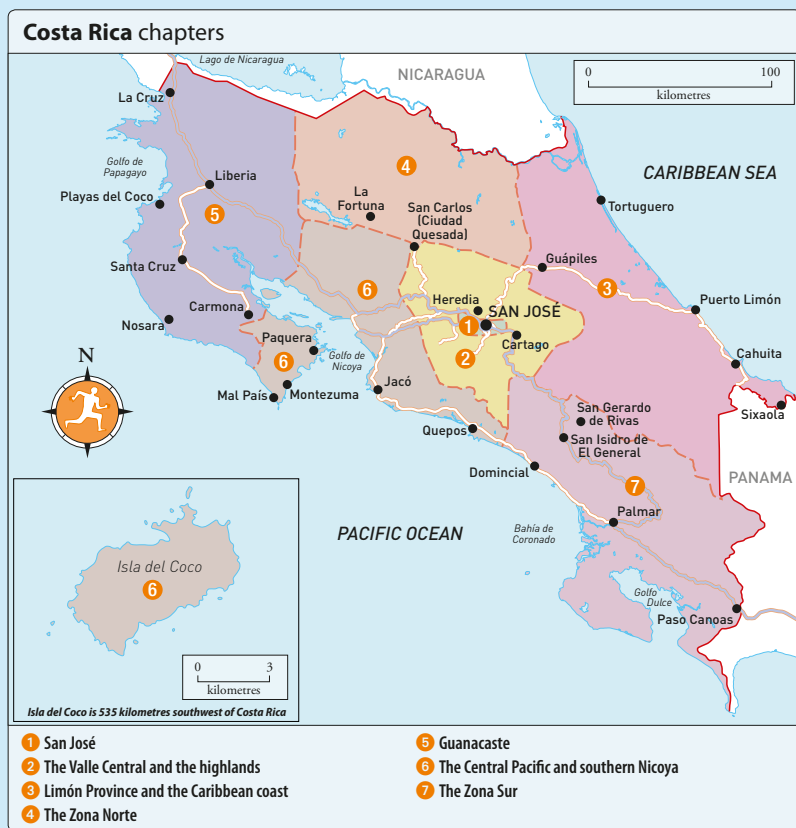 Costa Rica chapters
Lago de Nicaragua
NICARAGUA
0 100
kilometres
La Cruz
4
CARIBBEAN SEA
Golfo de
Papagayo
Liberia
La
Fortuna
Playas del Coco
5
San Carlos
(Ciudad
Quesada)
Tortuguero
Santa Cruz
Guápiles
6
3
Carmona
Heredia
SAN JOSÉ
Puerto Limón
Nosara
1
Cartago
Paquera
Golfo de
Nicoya
6
2
Cahuita
N
Mal País
Montezuma
Jacó
San Gerardo
de Rivas
Sixaola
Quepos
San Isidro de
El General
Domincial
PANAMA
7
Palmar
PACIFIC OCEAN
Bahía de
Coronado
Isla del Coco
6
Golfo
Dulce
Paso Canoas
0 3
kilometres
Isla del Coco is 535 kilometres southwest of Costa Rica
1 San José
2 The Valle Central and the highlands
3 Limón Province and the Caribbean coast
4 The Zona Norte
5 Guanacaste
6 The Central Pacific and southern Nicoya
7 The Zona Sur